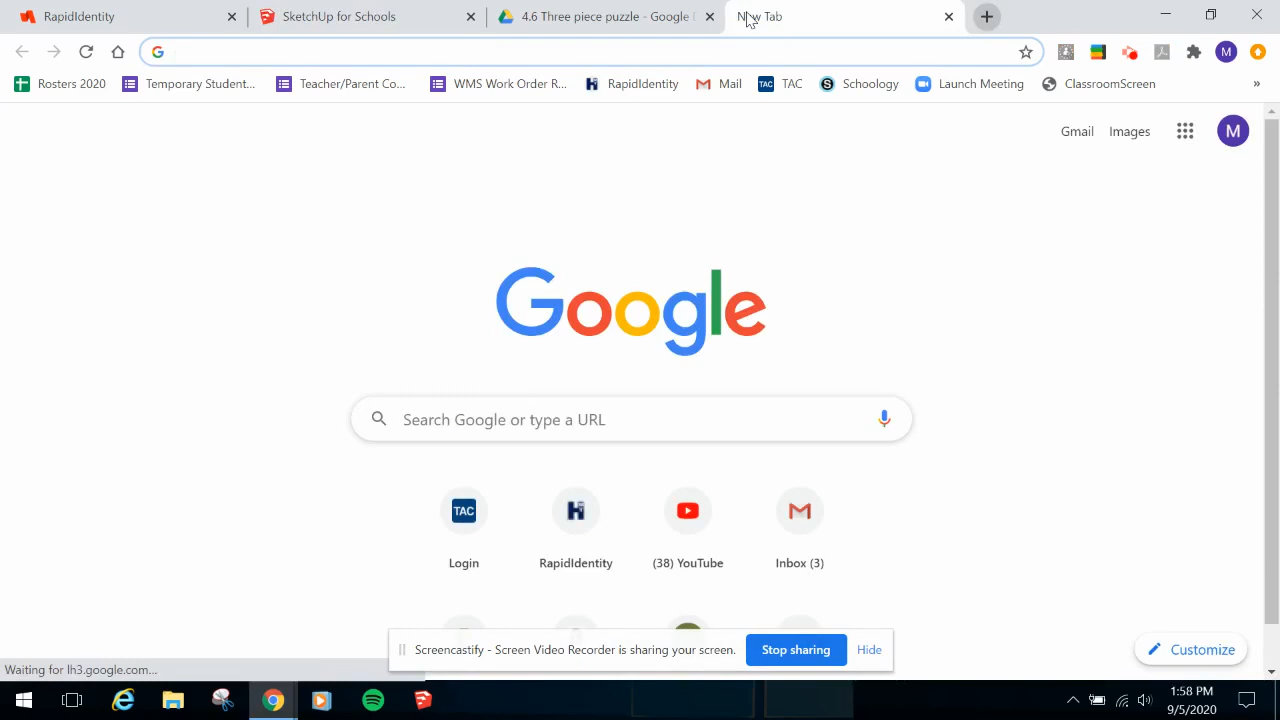 RapidIdentity
SketchUp for Schools
4.6 Three piece puzzle - Google
New Tab
Rosters 2020
Temporary Student...
Teacher/Parent Co...
WMS Work Order R...
RapidIdentity
Mail
TAC
TAC
Schoology
Launch Meeting
ClassroomScreen
»
Gmail
Images
M
M
Google
Search Google or type a URL
TAC
Login
RapidIdentity
(38) YouTube
Inbox (3)
Screencastify - Screen Video Recorder is sharing your screen.
Stop sharing
Hide
Customize
Waiting for lh3.google.com...
1:58 PM
9/5/2020